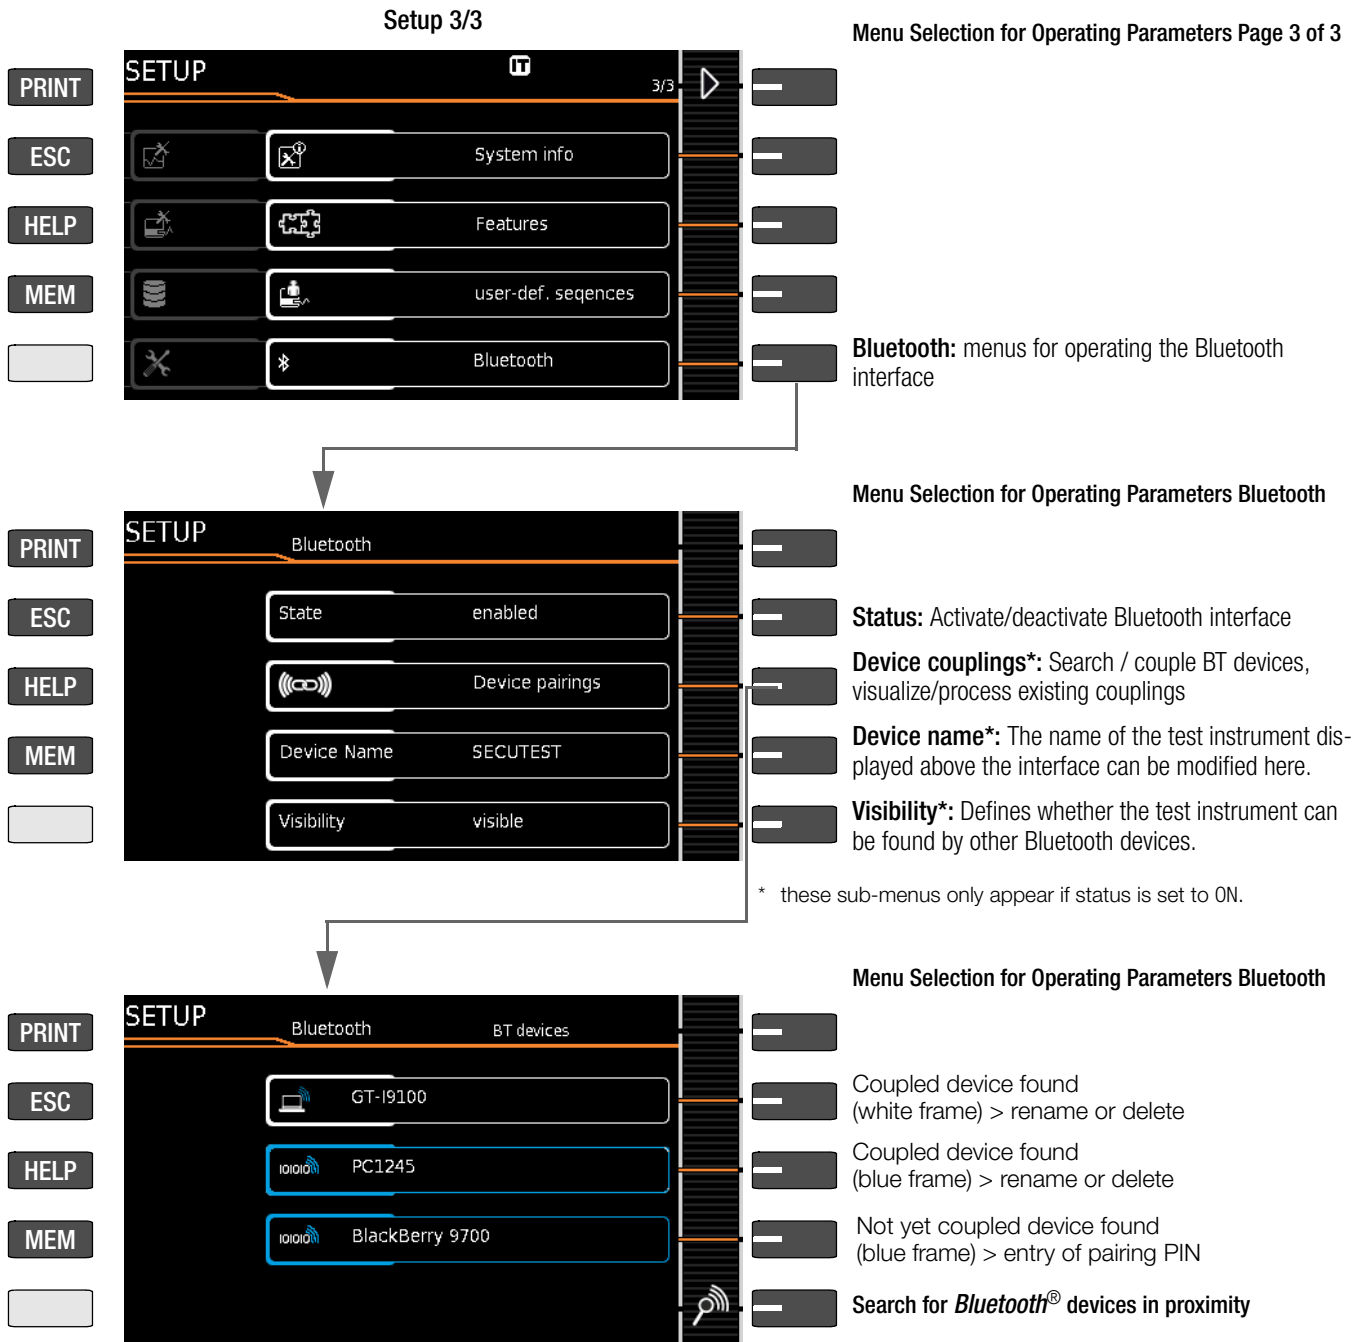 Setup 3/3
Menu Selection for Operating Parameters Page 3 of 3
SETUP
IT
3/3
PRINT
ESC
System info
HELP
Features
MEM
user-def. seqences
Bluetooth
Bluetooth: menus for operating the Bluetooth
interface
Menu Selection for Operating Parameters Bluetooth
SETUP
Bluetooth
PRINT
ESC
State
enabled
Status: Activate/deactivate Bluetooth interface
HELP
Device pairings
Device couplings*: Search / couple BT devices,
visualize/process existing couplings
MEM
Device Name
SECUTEST
Device name*: The name of the test instrument dis-
played above the interface can be modified here.
Visibility
visible
Visibility*: Defines whether the test instrument can
be found by other Bluetooth devices.
* these sub-menus only appear if status is set to ON.
Menu Selection for Operating Parameters Bluetooth
SETUP
Bluetooth
BT devices
PRINT
ESC
GT-I9100
Coupled device found
(white frame) > rename or delete
HELP
IOIOIO
PC1245
Coupled device found
(blue frame) > rename or delete
MEM
IOIOIO
BlackBerry 9700
Not yet coupled device found
(blue frame) > entry of pairing PIN
Search for Bluetooth® devices in proximity